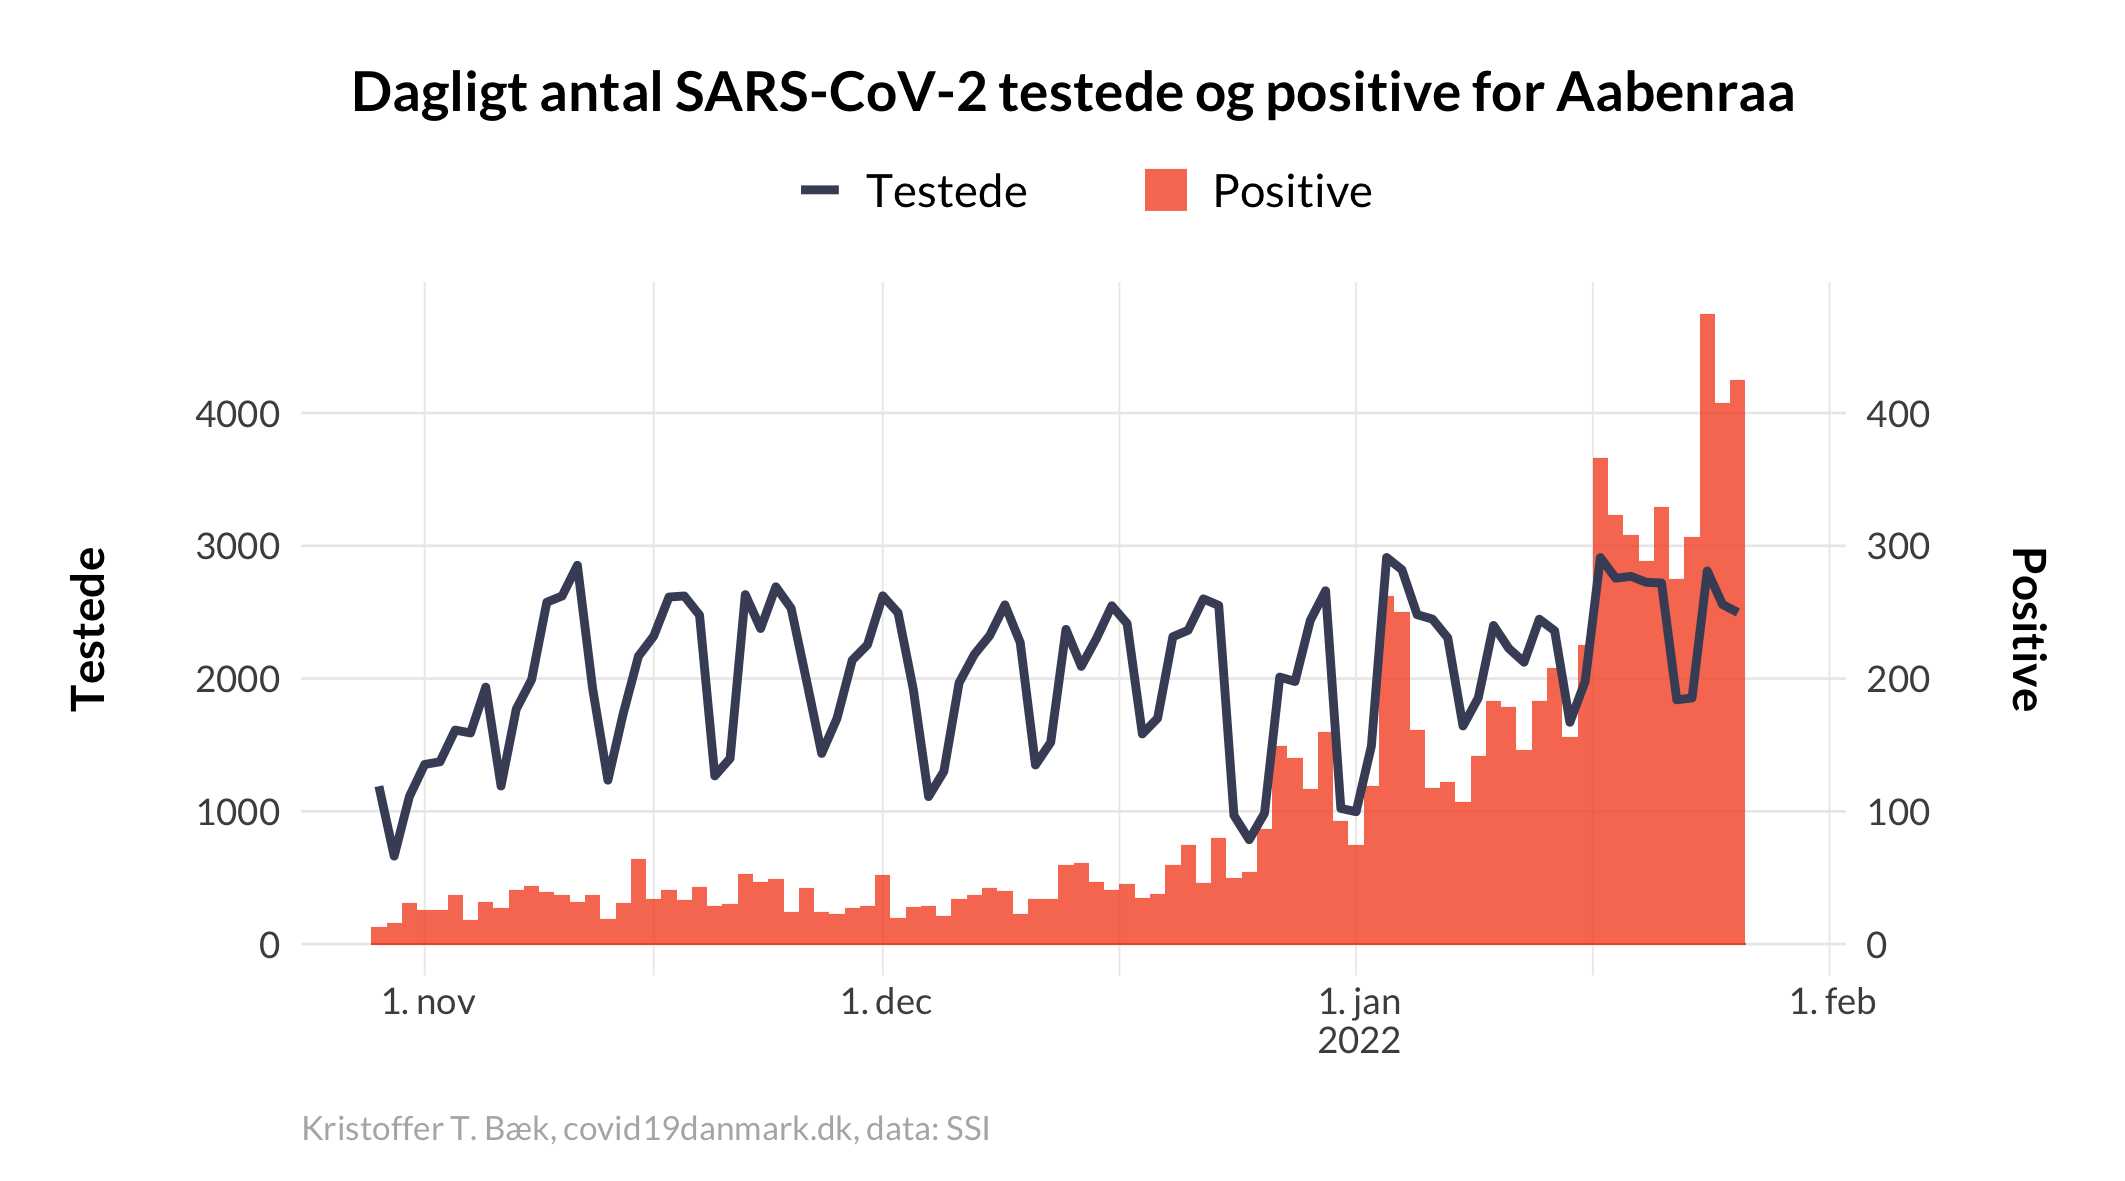 Dagligt antal SARS-CoV-2 testede og positive for Aabenraa
Testede
Positive
Testede
4000
3000
2000
1000
0
400
300
200
100
0
Positive
1. nov
1. dec
1. jan
2022
1. feb
Kristoffer T. Bæk, covid19danmark.dk, data: SSI